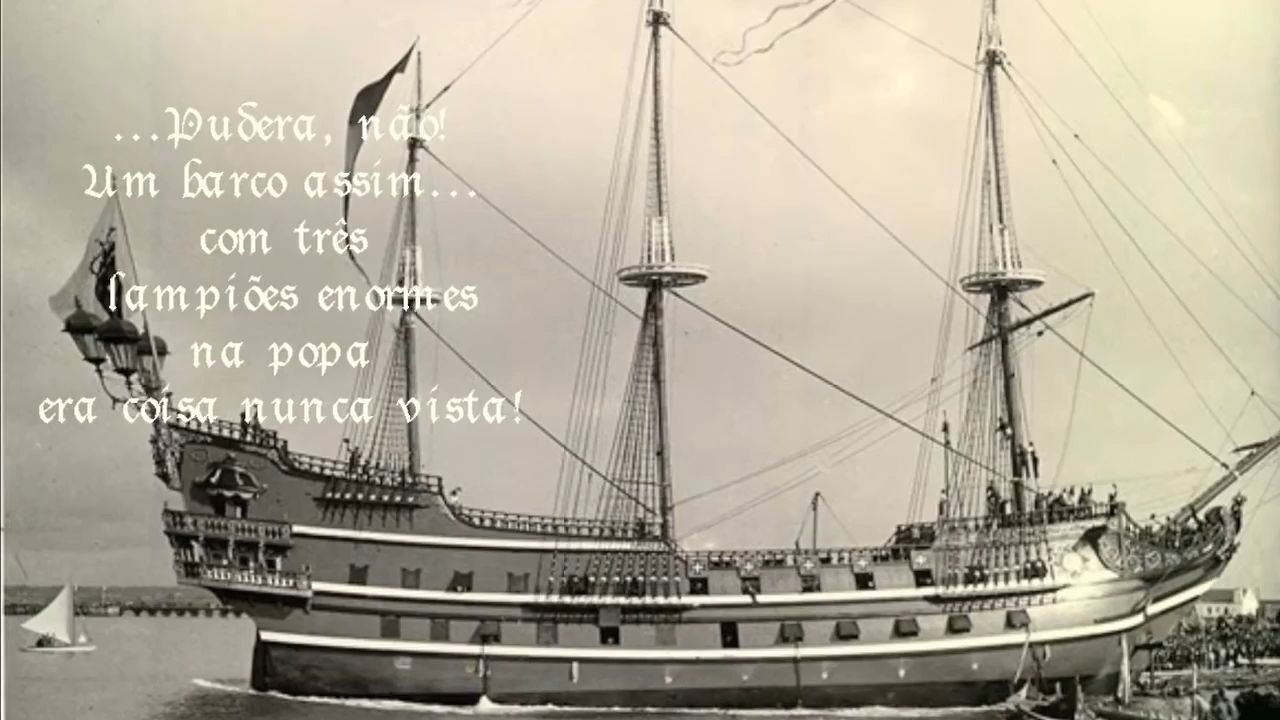 ...Pudera, não!
Um barco assim...
com três
lampiões enormes
na popa
era coisa nunca vista!